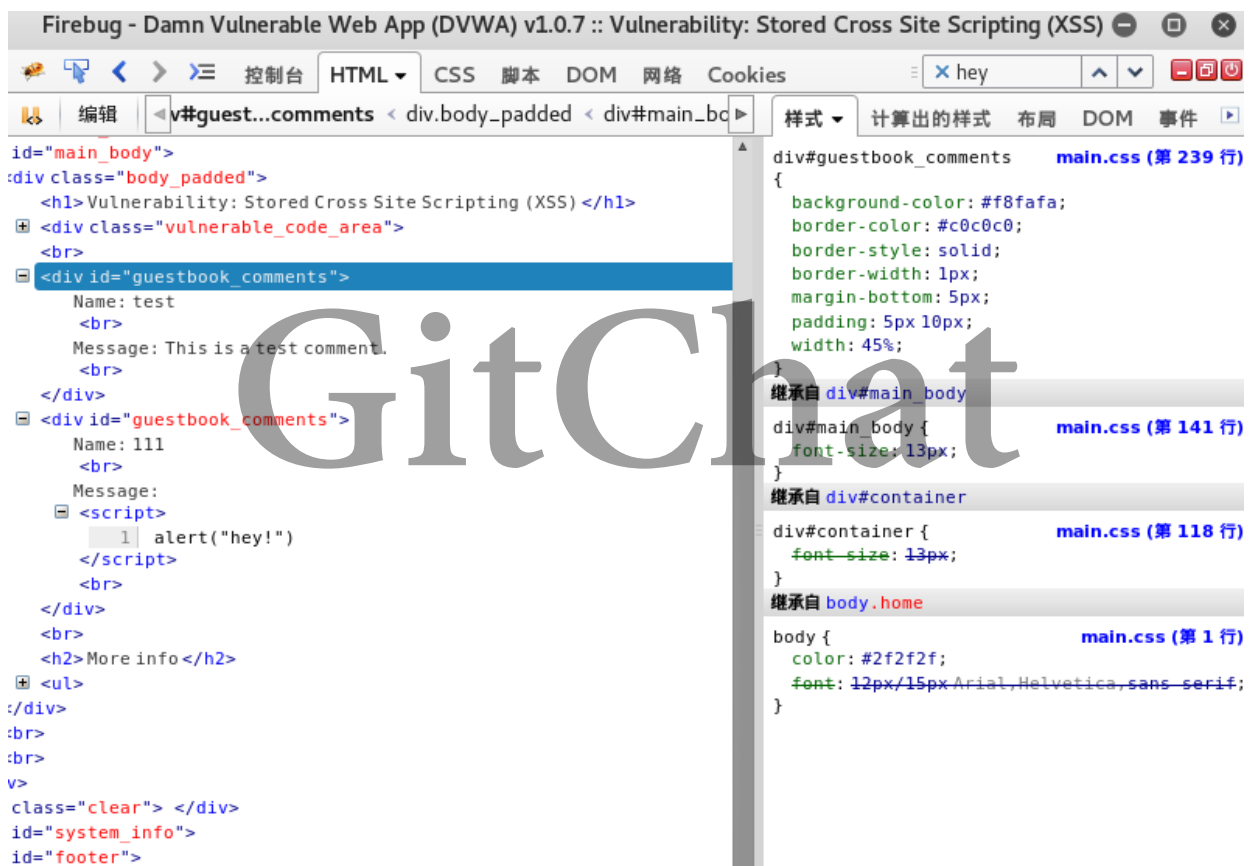 Firebug - Damn Vulnerable Web App (DVWA) v1.0.7 :: Vulnerability: Stored Cross Site Scripting (XSS)
控制台 HTML CSS 脚本 DOM 网络 Cookies hey
编辑 v#guest...comments < div.body_padded < div#main_bo
样式 计算出的样式 布局 DOM 事件
id="main_body">
<div class="body_padded">
<h1>Vulnerability: Stored Cross Site Scripting (XSS)</h1>
<div class="vulnerable_code_area">
<br>
<div id="guestbook_comments">
Name: test
<br>
Message: This is a test comment.
<br>
</div>
<div id="guestbook_comments">
Name: 111
<br>
Message:
<script>
1 alert("hey!")
</script>
<br>
</div>
<br>
<h2>More info</h2>
<ul>
</div>
<br>
<br>
v>
class="clear"> </div>
id="system_info">
id="footer">
div#guestbook_comments main.css (第 239 行)
{
background-color: #f8fafa;
border-color: #c0c0c0;
border-style: solid;
border-width: 1px;
margin-bottom: 5px;
padding: 5px 10px;
width: 45%;
}
继承自 div#main_body
div#main_body { main.css (第 141 行)
font-size: 13px;
}
继承自 div#container
div#container { main.css (第 118 行)
font-size: 13px;
}
继承自 body.home
body { main.css (第 1 行)
color: #2f2f2f;
font: 12px/15px Arial,Helvetica,sans-serif;
}
GitChat